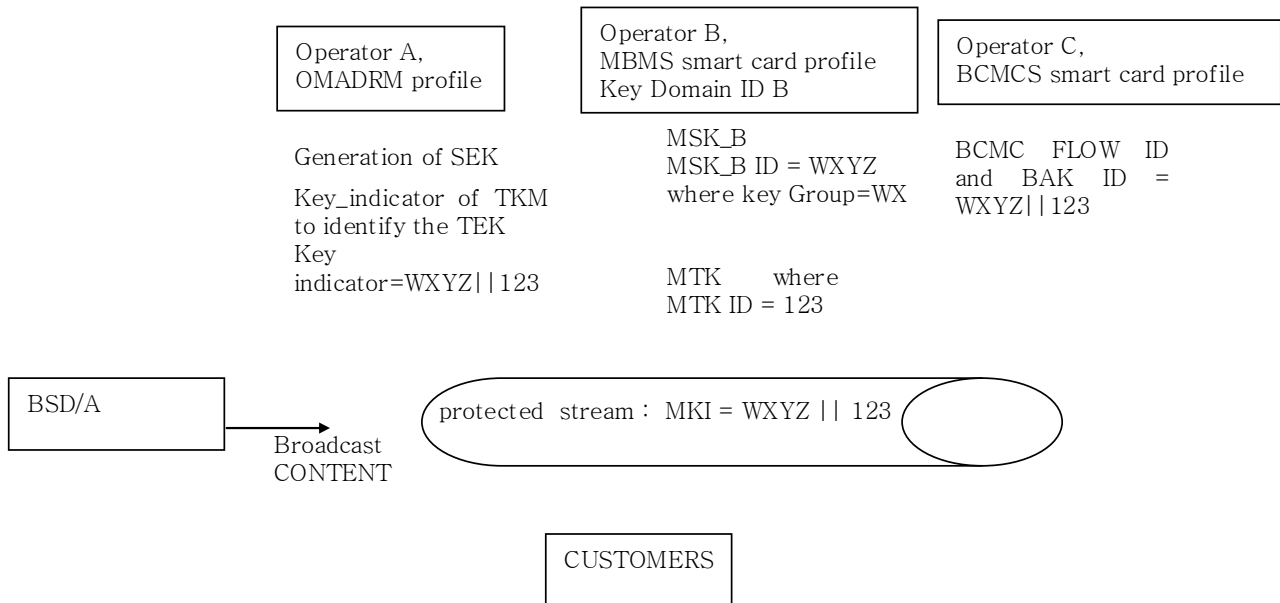 Operator A,
OMADRM profile
Operator B,
MBMS smart card profile
Key Domain ID B
Operator C,
BCMCS smart card profile
Generation of SEK
Key_indicator of TKM
to identify the TEK
Key
indicator=WXYZ||123
MSK_B
MSK_B ID = WXYZ
where key Group=WX
MTK where
MTK ID = 123
BCMC FLOW ID
and BAK ID =
WXYZ||123
BSD/A
Broadcast
CONTENT
protected stream : MKI = WXYZ || 123
CUSTOMERS